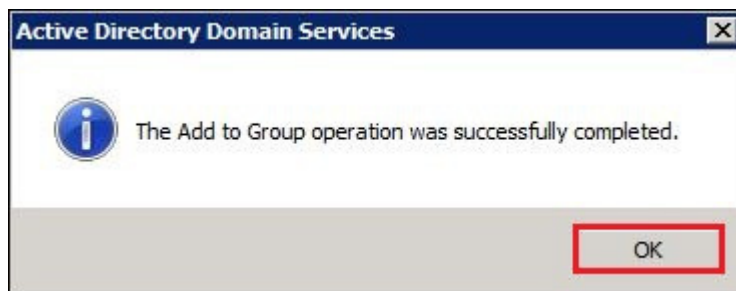 Active Directory Domain Services
The Add to Group operation was successfully completed.
OK